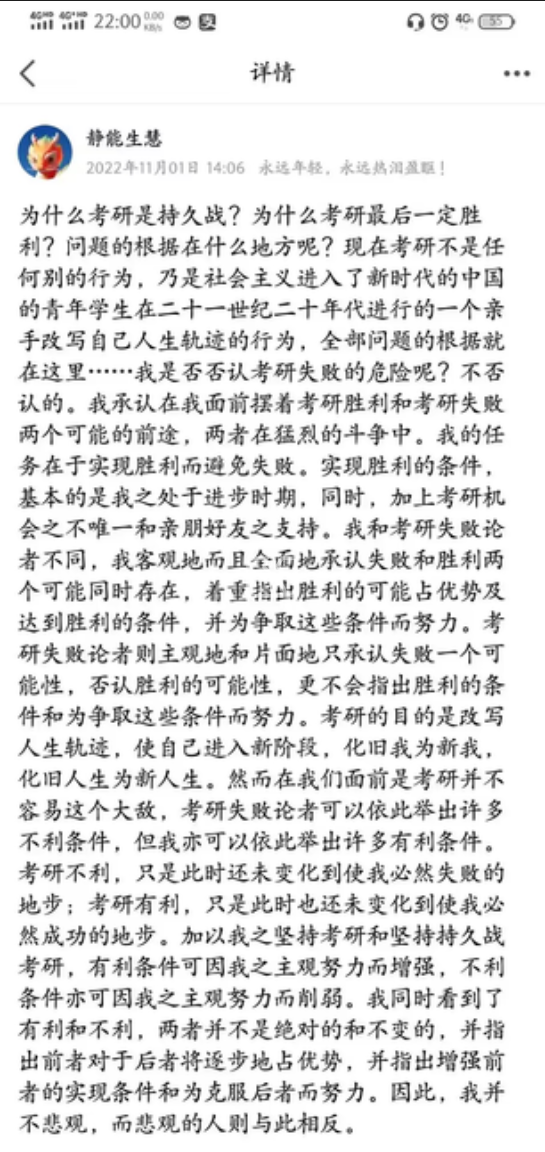 4GHD 4G+HD 22:00 0.00 KB/s 4G 55
详情
静能生慧
2022年11月01日 14:06 永远年轻，永远热泪盈眶！
为什么考研是持久战？为什么考研最后一定胜
利？问题的根据在什么地方呢？现在考研不是任
何别的行为，乃是社会主义进入了新时代的中国
的青年学生在二十一世纪二十年代进行的一个亲
手改写自己人生轨迹的行为，全部问题的根据就
在这里……我是否否认考研失败的危险呢？不否
认的。我承认在我面前摆着考研胜利和考研失败
两个可能的前途，两者在猛烈的斗争中。我的任
务在于实现胜利而避免失败。实现胜利的条件，
基本的是我之处于进步时期，同时，加上考研机
会之不唯一和亲朋好友之支持。我和考研失败论
者不同，我客观地而且全面地承认失败和胜利两
个可能同时存在，着重指出胜利的可能占优势及
达到胜利的条件，并为争取这些条件而努力。考
研失败论者则主观地和片面地只承认失败一个可
能性，否认胜利的可能性，更不会指出胜利的条
件和为争取这些条件而努力。考研的目的是改写
人生轨迹，使自己进入新阶段，化旧我为新我，
化旧人生为新人生。然而在我们面前是考研并不
容易这个大敌，考研失败论者可以依此举出许多
不利条件，但我亦可以依此举出许多有利条件。
考研不利，只是此时还未变化到使我必然失败的
地步；考研有利，只是此时也还未变化到使我必
然成功的地步。加以我之坚持考研和坚持持久战
考研，有利条件可因我之主观努力而增强，不利
条件亦可因我之主观努力而削弱。我同时看到了
有利和不利，两者并不是绝对的和不变的，并指
出前者对于后者将逐步地占优势，并指出增强前
者的实现条件和为克服后者而努力。因此，我并
不悲观，而悲观的人则与此相反。